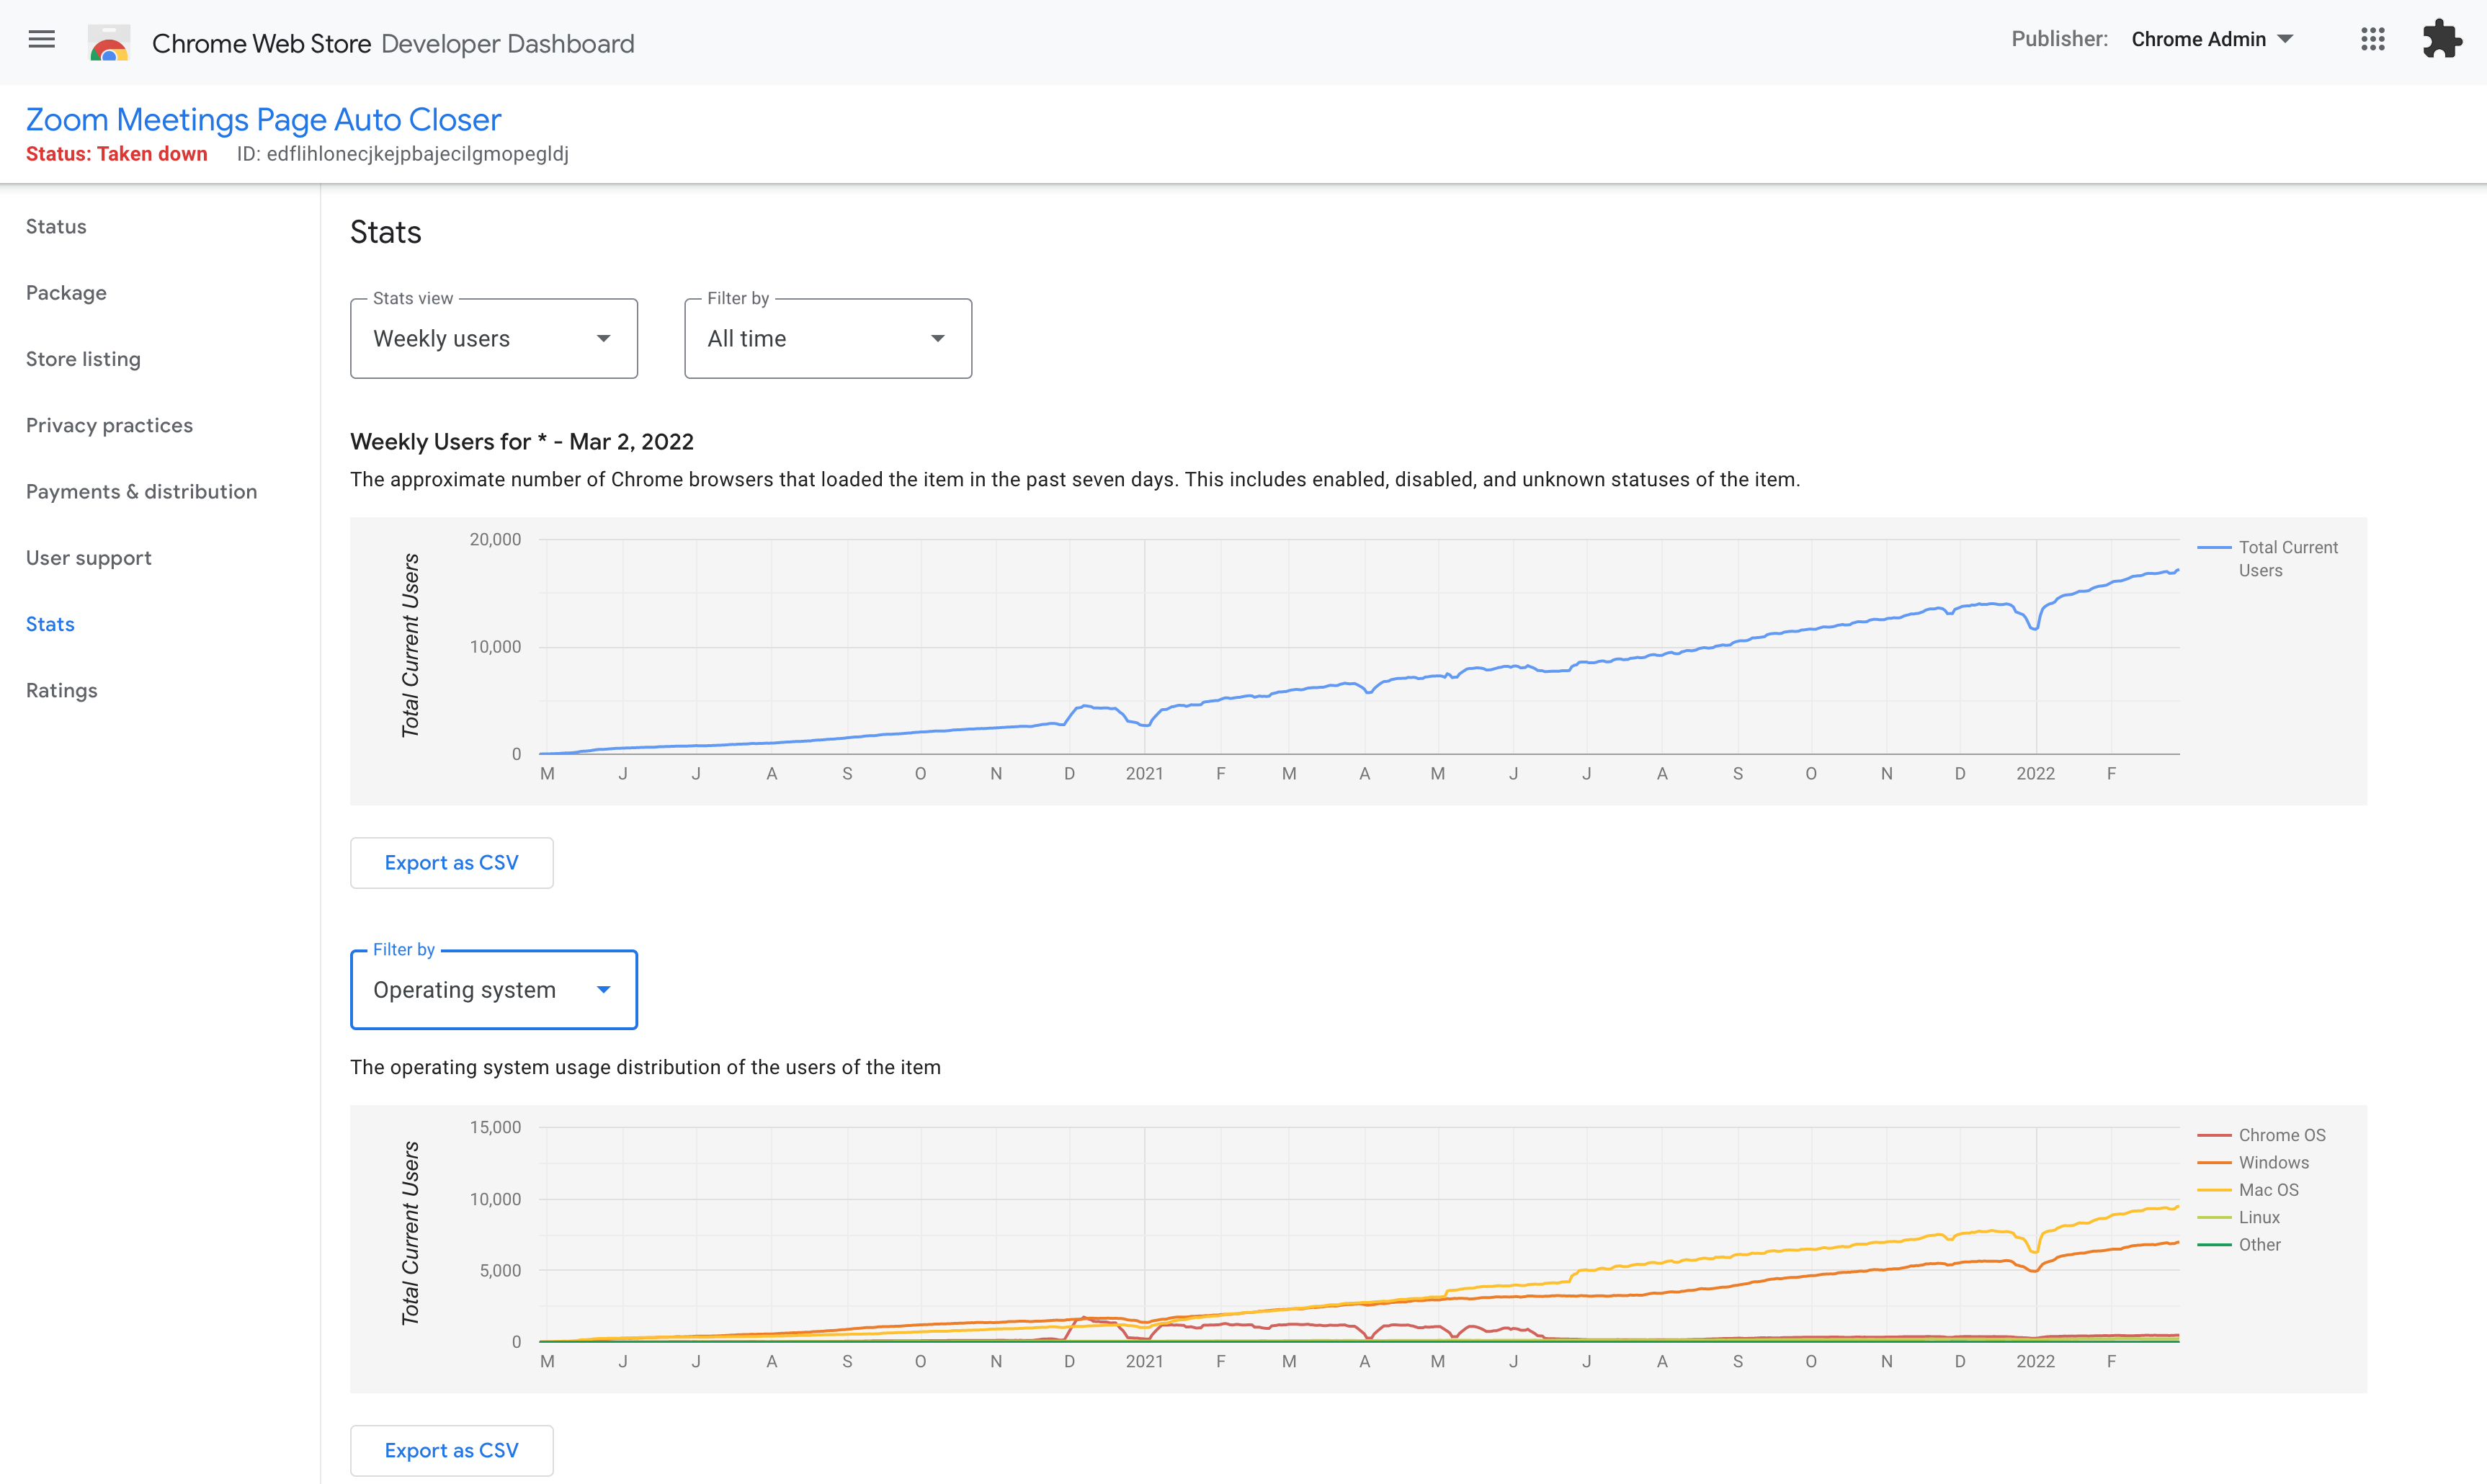 Chrome Web Store Developer Dashboard
Publisher: Chrome Admin
Zoom Meetings Page Auto Closer
Status: Taken down ID: edflihlonecjkejpbajecilgmopegldj
Status
Package
Store listing
Privacy practices
Payments & distribution
User support
Stats
Ratings
Stats
Stats view
Weekly users
Filter by
All time
Weekly Users for * - Mar 2, 2022
The approximate number of Chrome browsers that loaded the item in the past seven days. This includes enabled, disabled, and unknown statuses of the item.
Total Current Users
20,000
10,000
0
M J J A S O N D 2021 F M A M J J A S O N D 2022 F
Total Current
Users
Export as CSV
Filter by
Operating system
The operating system usage distribution of the users of the item
Total Current Users
15,000
10,000
5,000
0
M J J A S O N D 2021 F M A M J J A S O N D 2022 F
Chrome OS
Windows
Mac OS
Linux
Other
Export as CSV